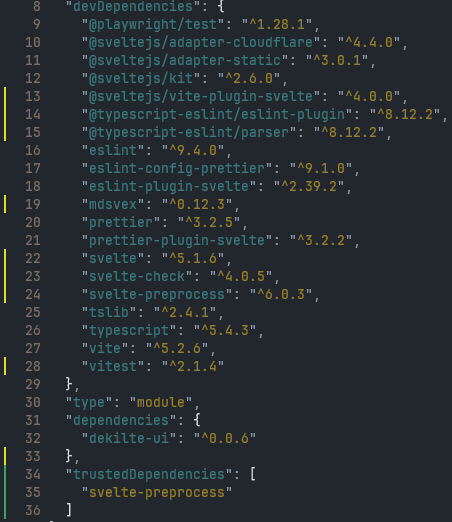 8 "devDependencies": {
9 "@playwright/test": "^1.28.1",
10 "@sveltejs/adapter-cloudflare": "^4.4.0",
11 "@sveltejs/adapter-static": "^3.0.1",
12 "@sveltejs/kit": "^2.6.0",
13 "@sveltejs/vite-plugin-svelte": "^4.0.0",
14 "@typescript-eslint/eslint-plugin": "^8.12.2",
15 "@typescript-eslint/parser": "^8.12.2",
16 "eslint": "^9.4.0",
17 "eslint-config-prettier": "^9.1.0",
18 "eslint-plugin-svelte": "^2.39.2",
19 "mdsvex": "^0.12.3",
20 "prettier": "^3.2.5",
21 "prettier-plugin-svelte": "^3.2.2",
22 "svelte": "^5.1.6",
23 "svelte-check": "^4.0.5",
24 "svelte-preprocess": "^6.0.3",
25 "tslib": "^2.4.1",
26 "typescript": "^5.4.3",
27 "vite": "^5.2.6",
28 "vitest": "^2.1.4"
29 },
30 "type": "module",
31 "dependencies": {
32 "dekilte-ui": "^0.0.6"
33 },
34 "trustedDependencies": [
35 "svelte-preprocess"
36 ]